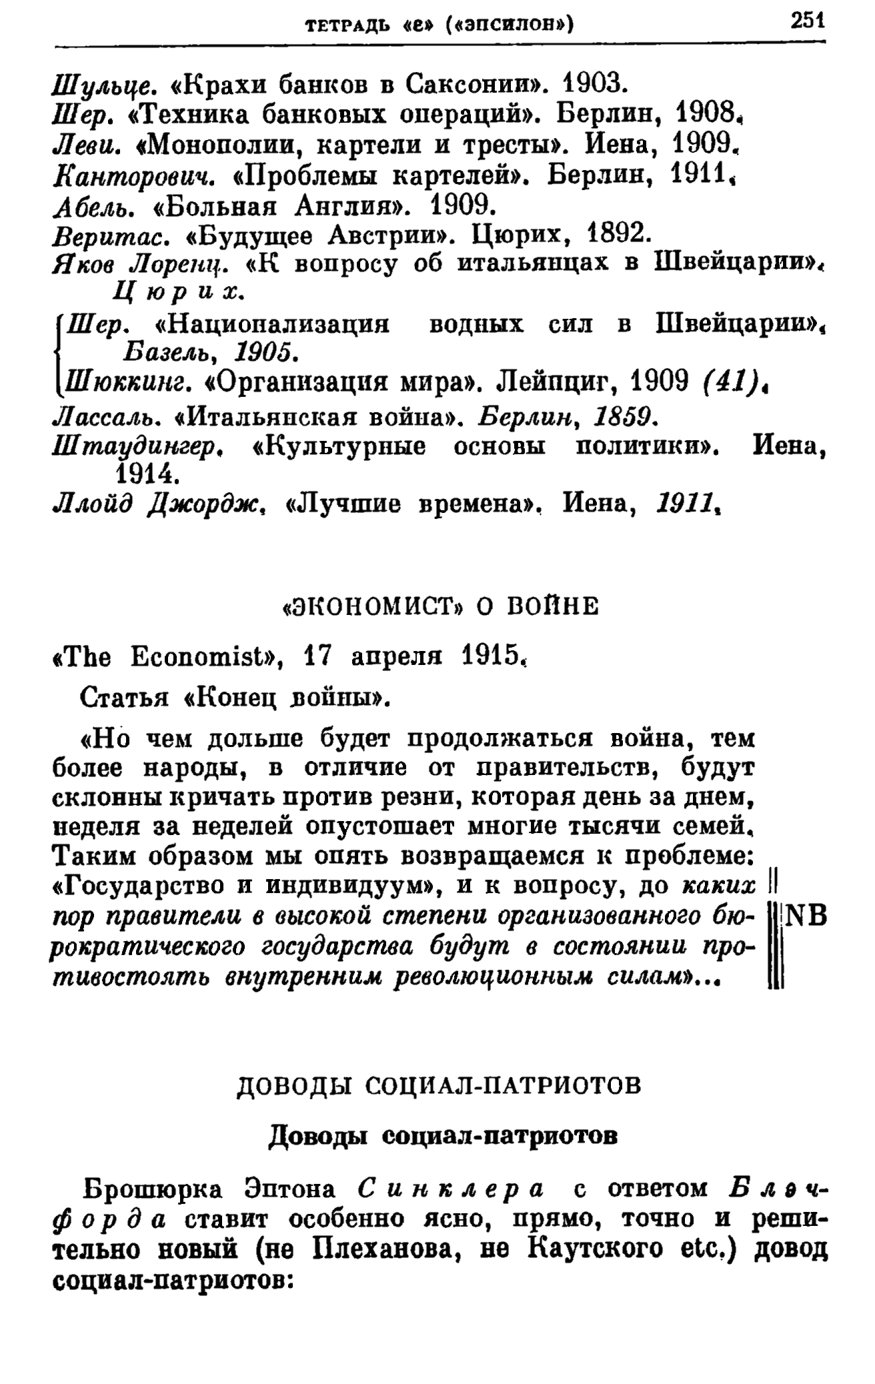 ТЕТРАДЬ «ε» («ЭПСИЛОН») 251
Шульце. «Крахи банков в Саксонии». 1903.
Шер. «Техника банковых операций». Берлин, 1908.
Леви. «Монополии, картели и тресты». Иена, 1909.
Канторович. «Проблемы картелей». Берлин, 1911.
Абель. «Больная Англия». 1909.
Веритас. «Будущее Австрии». Цюрих, 1892.
Яков Лоренц. «К вопросу об итальянцах в Швейцарии».
Цюрих.
Шер. «Национализация водных сил в Швейцарии».
Базель, 1905.
Шюккинг. «Организация мира». Лейпциг, 1909 (41).
Лассаль. «Итальянская война». Берлин, 1859.
Штаудингер. «Культурные основы политики». Иена,
1914.
Ллойд Джордж. «Лучшие времена». Иена, 1911.
«ЭКОНОМИСТ» О ВОЙНЕ
«The Economist», 17 апреля 1915.
Статья «Конец войны».
«Но чем дольше будет продолжаться война, тем
более народы, в отличие от правительств, будут
склонны кричать против резни, которая день за днем,
неделя за неделей опустошает многие тысячи семей.
Таким образом мы опять возвращаемся к проблеме:
«Государство и индивидуум», и к вопросу, до каких
пор правители в высокой степени организованного бю- NB
рократического государства будут в состоянии про-
тивостоять внутренним революционным силам»...
ДОВОДЫ СОЦИАЛ-ПАТРИОТОВ
Доводы социал-патриотов
Брошюрка Эптона Синклера с ответом Блэч-
форда ставит особенно ясно, прямо, точно и реши-
тельно новый (не Плеханова, не Каутского etc.) довод
социал-патриотов: